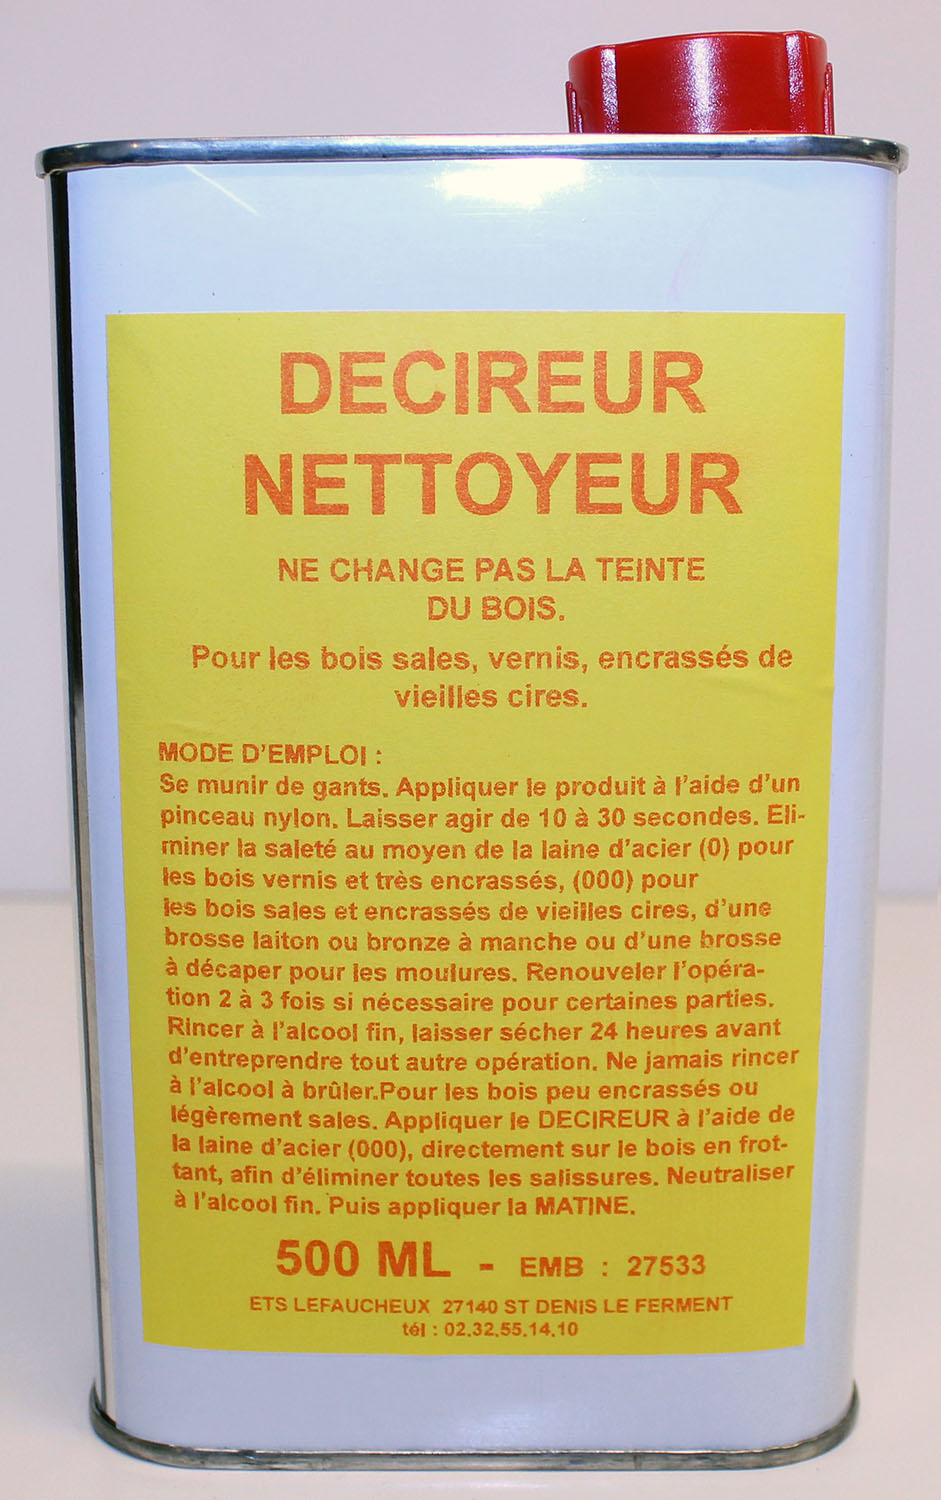 DECIREUR
NETTOYEUR
NE CHANGE PAS LA TEINTE
DU BOIS.
Pour les bois sales, vernis, encrassés de
vieilles cires.
MODE D'EMPLOI :
Se munir de gants. Appliquer le produit à l'aide d'un
pinceau nylon. Laisser agir de 10 à 30 secondes. Eli-
miner la saleté au moyen de la laine d'acier (0) pour
les bois vernis et très encrassés, (000) pour
les bois sales et encrassés de vieilles cires, d'une
brosse laiton ou bronze à manche ou d'une brosse
à décaper pour les moulures. Renouveler l'opéra-
tion 2 à 3 fois si nécessaire pour certaines parties.
Rincer à l'alcool fin, laisser sécher 24 heures avant
d'entreprendre tout autre opération. Ne jamais rincer
à l'alcool à brûler.Pour les bois peu encrassés ou
légèrement sales. Appliquer le DECIREUR à l'aide de
la laine d'acier (000), directement sur le bois en frot-
tant, afin d'éliminer toutes les salissures. Neutraliser
à l'alcool fin. Puis appliquer la MATINE.
500 ML - EMB : 27533
ETS LEFAUCHEUX 27140 ST DENIS LE FERMENT
tél : 02.32.55.14.10